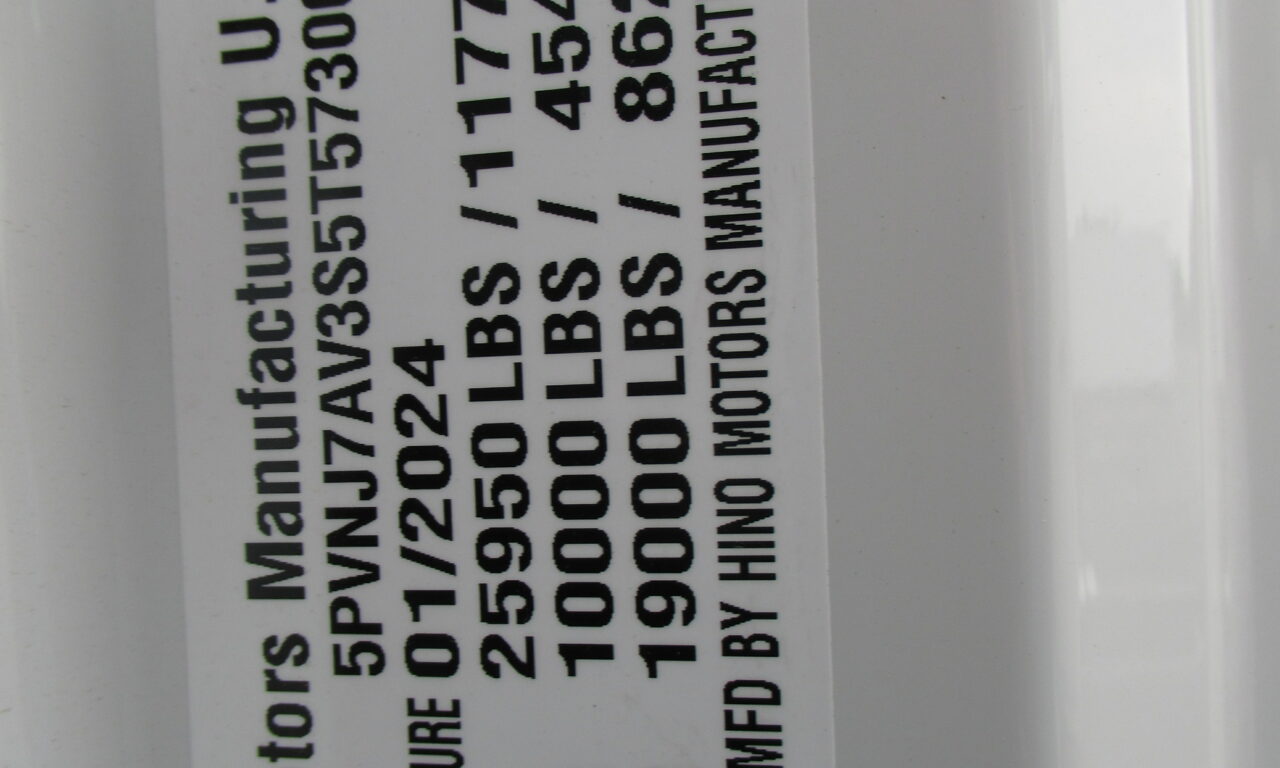 tors Manufacturing U.
5PVNJ7AV3S5T5730
URE 01/2024
25950 LBS / 1177
10000 LBS / 454
19000 LBS / 862
MFD BY HINO MOTORS MANUFACT